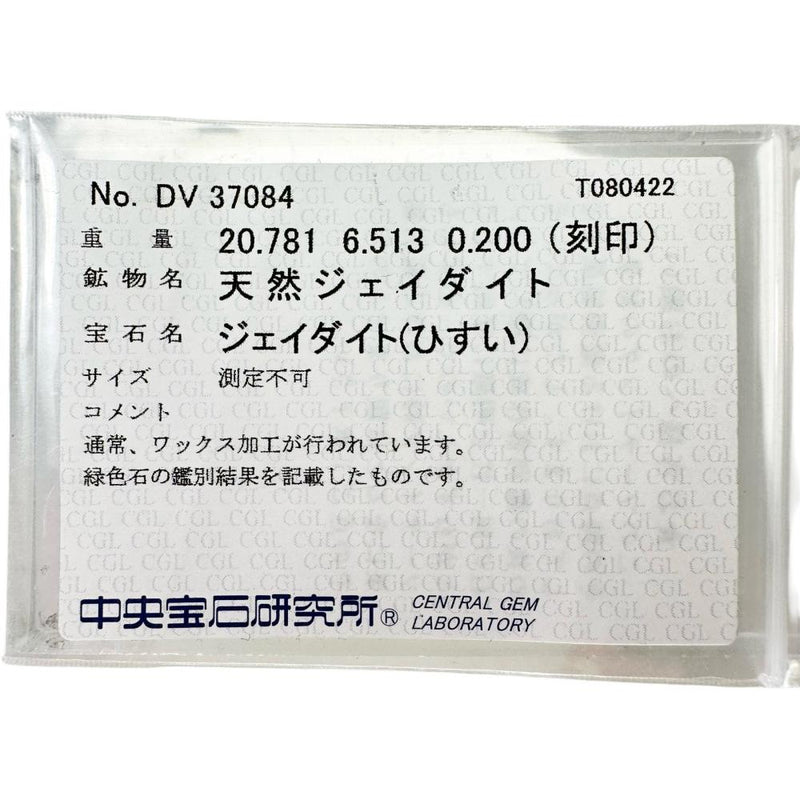 No. DV 37084 T080422
重量 20.781 6.513 0.200 (刻印)
鉱物名 天然ジェイダイト
宝石名 ジェイダイト(ひすい)
サイズ 測定不可
コメント
通常、ワックス加工が行われています。
緑色石の鑑別結果を記載したものです。
中央宝石研究所® CENTRAL GEM
LABORATORY